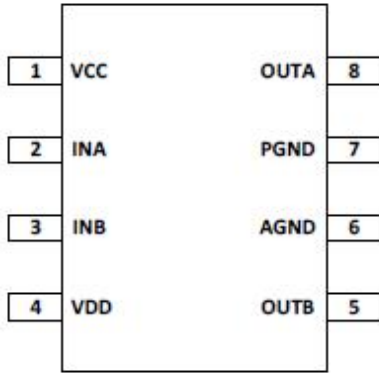 1 VCC OUTA 8
2 INA PGND 7
3 INB AGND 6
4 VDD OUTB 5